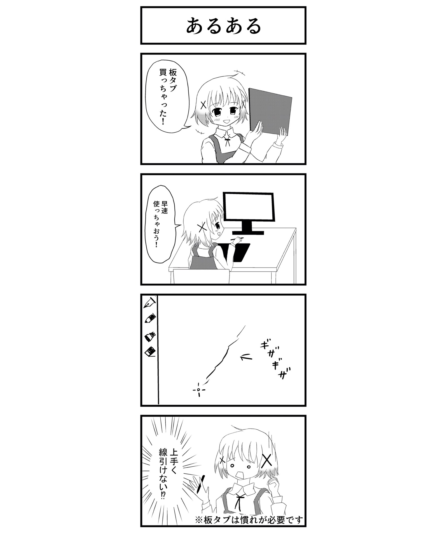 あるある
板タブ
買っちゃった！
早速
使っちゃおう！
ギザ
ギザ
上手く
線引けない⁉
※板タブは慣れが必要です